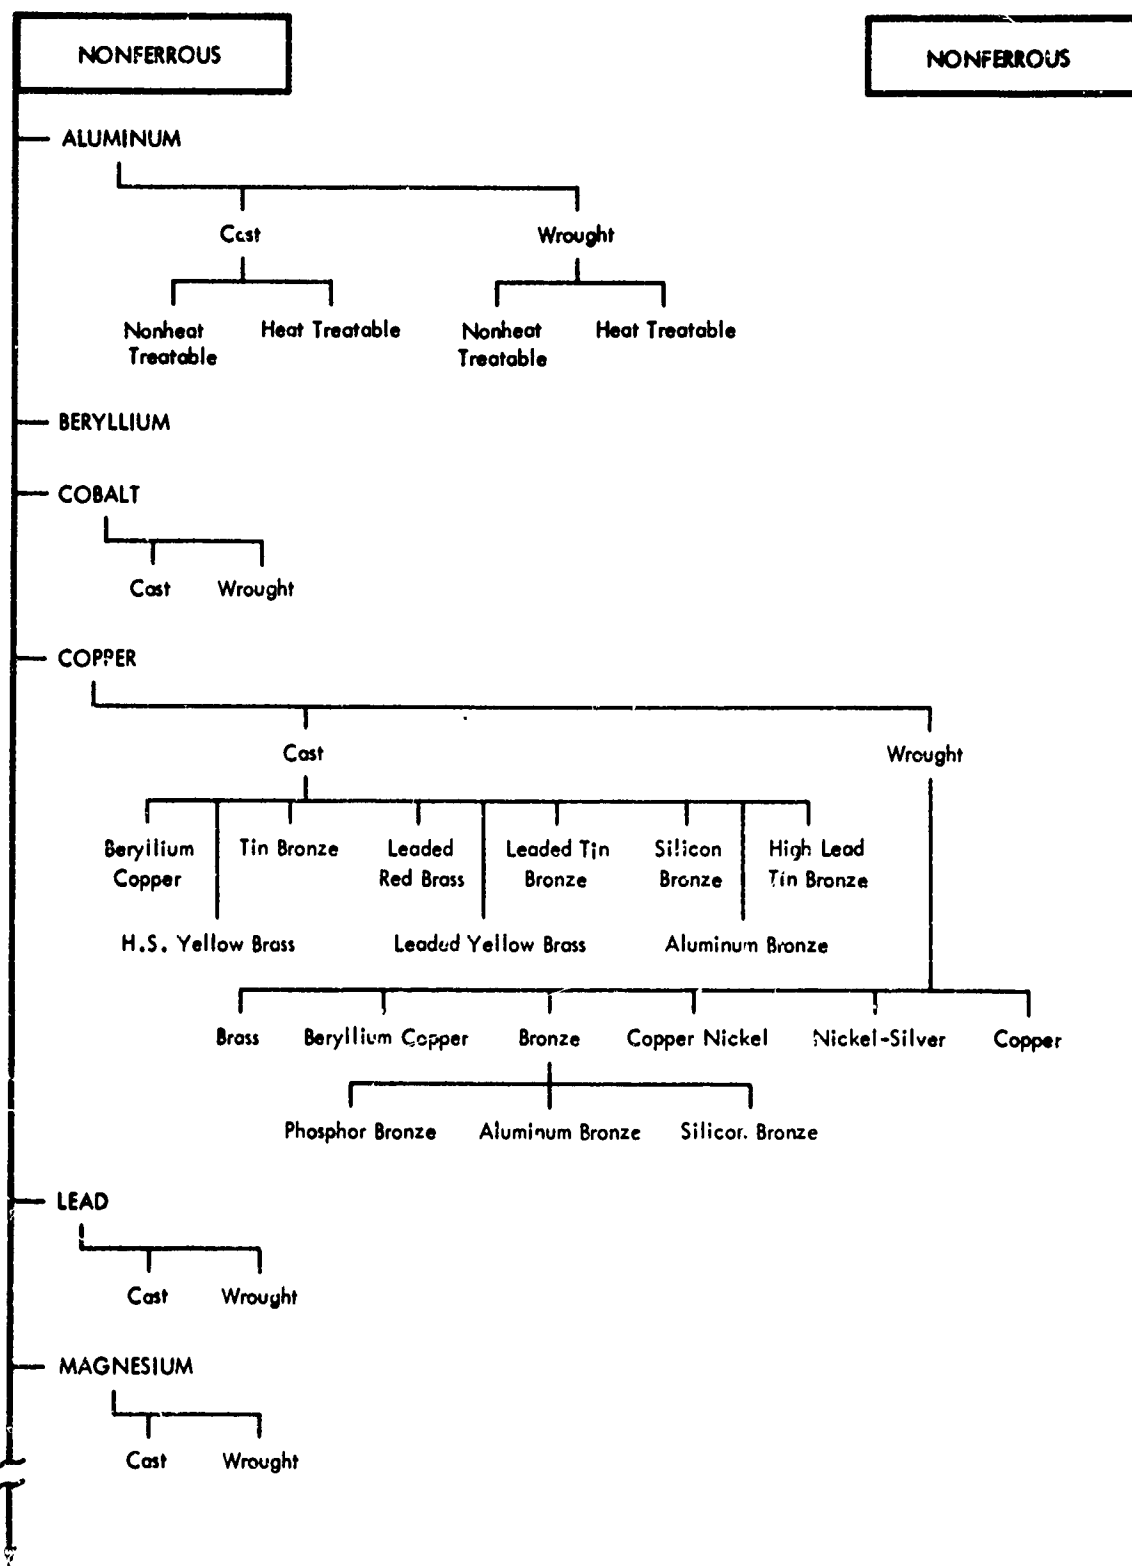 NONFERROUS
NONFERROUS
ALUMINUM
Cast
Wrought
Nonheat
Treatable
Heat Treatable
Nonheat
Treatable
Heat Treatable
BERYLLIUM
COBALT
Cast
Wrought
COPPER
Cast
Wrought
Beryllium
Copper
Tin Bronze
Leaded
Red Brass
Leaded Tin
Bronze
Silicon
Bronze
High Lead
Tin Bronze
H.S. Yellow Brass
Leaded Yellow Brass
Aluminum Bronze
Brass
Beryllium Copper
Bronze
Copper Nickel
Nickel-Silver
Copper
Phosphor Bronze
Aluminum Bronze
Silicon Bronze
LEAD
Cast
Wrought
MAGNESIUM
Cast
Wrought